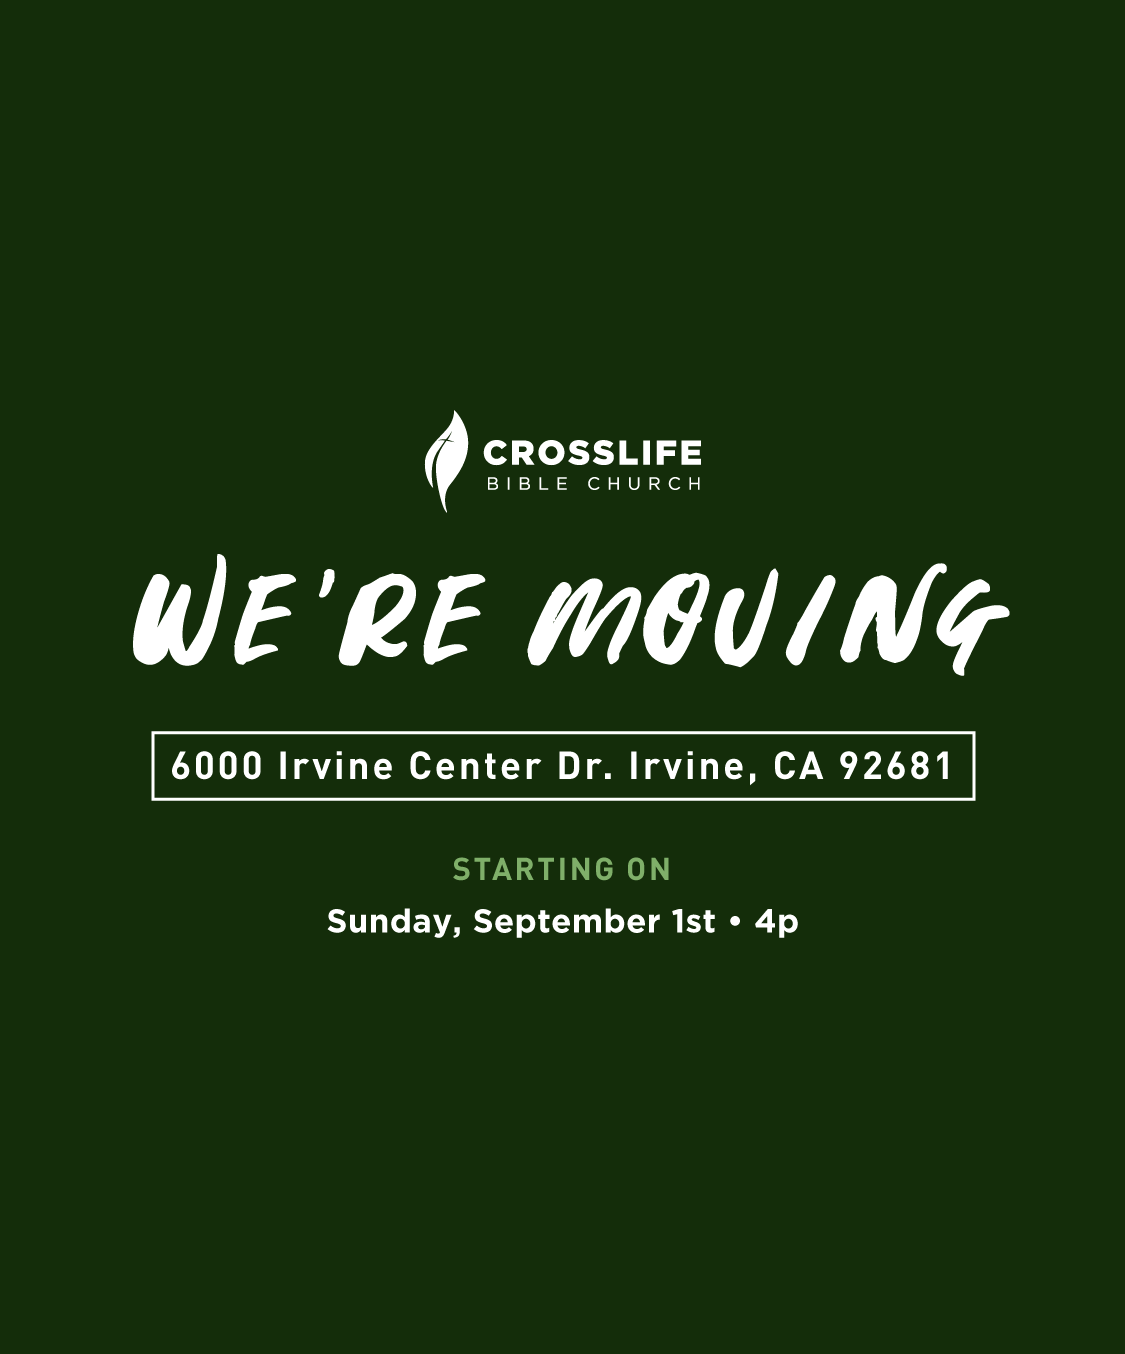 CROSSLIFE
BIBLE CHURCH
WE'RE MOVING
6000 Irvine Center Dr. Irvine, CA 92681
STARTING ON
Sunday, September 1st • 4p